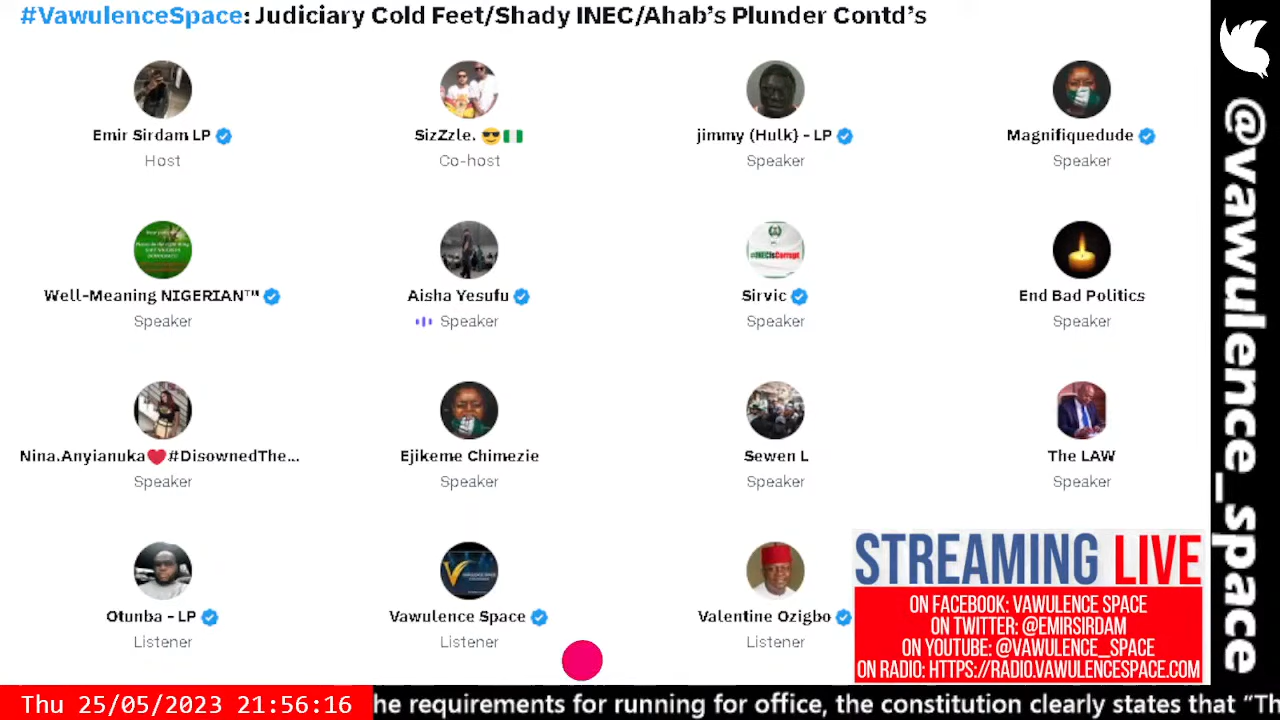 #VawulenceSpace: Judiciary Cold Feet/Shady INEC/Ahab's Plunder Contd's
Emir Sirdam LP
Host
SizZzle. 😎🇳🇬
Co-host
jimmy (Hulk} - LP
Speaker
Magnifiquedude
Speaker
Well-Meaning NIGERIAN™
Speaker
Aisha Yesufu
Speaker
#INECIsCorrupt
Sirvic
Speaker
End Bad Politics
Speaker
Nina.Anyianuka❤️#DisownedThe...
Speaker
Ejikeme Chimezie
Speaker
Sewen L
Speaker
The LAW
Speaker
Otunba - LP
Listener
Vawulence Space
Listener
Valentine Ozigbo
Listener
STREAMING LIVE
ON FACEBOOK: VAWULENCE SPACE
ON TWITTER: @EMIRSIRDAM
ON YOUTUBE: @VAWULENCE_SPACE
ON RADIO: HTTPS://RADIO.VAWULENCESPACE.COM
@vawulence_space
Thu 25/05/2023 21:56:16
he requirements for running for office, the constitution clearly states that “Th